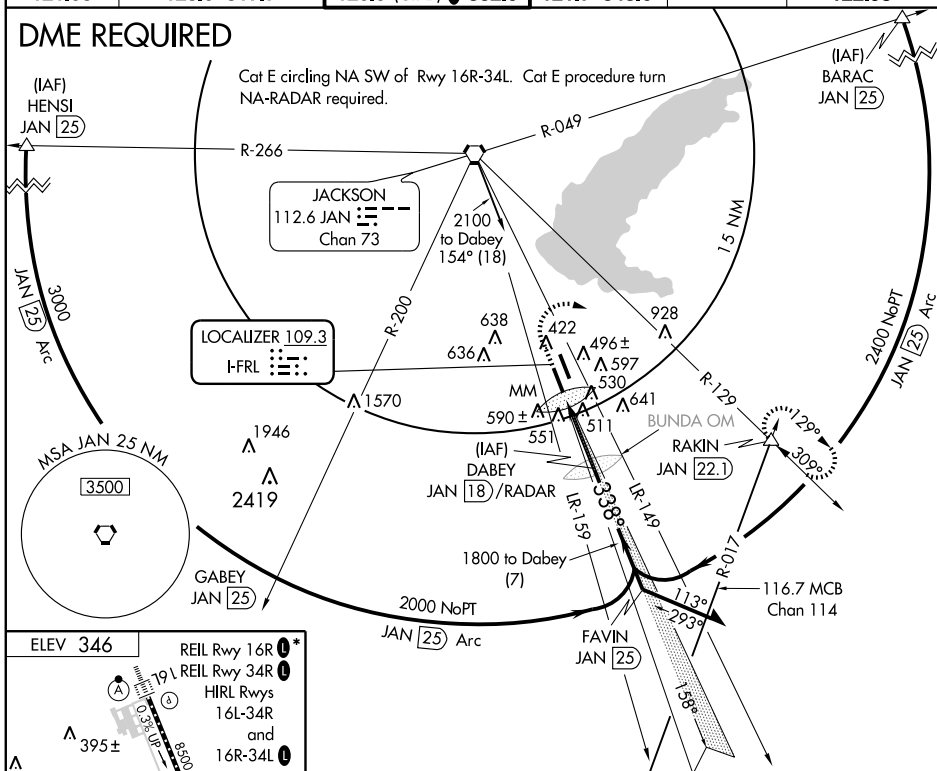 DME REQUIRED
Cat E circling NA SW of Rwy 16R-34L. Cat E procedure turn
NA-RADAR required.
(IAF)
HENSI
JAN 25
(IAF)
BARAC
JAN 25
R-266
R-049
JACKSON
112.6 JAN
Chan 73
2100
to Dabey
154° (18)
15 NM
3000
JAN 25 Arc
R-200
2400 NoPT
JAN 25 Arc
LOCALIZER 109.3
I-FRL
638
636
422
928
496±
597
530
641
MM
590±
551
511
1570
R-129
BUNDA OM
129°
309°
RAKIN
JAN 22.1
1946
2419
MSA JAN 25 NM
3500
(IAF)
DABEY
JAN 18/RADAR
338°
LR-159
LR-149
R-017
1800 to Dabey
(7)
116.7 MCB
Chan 114
GABEY
JAN 25
2000 NoPT
JAN 25 Arc
113°
293°
FAVIN
JAN 25
158°
ELEV 346
REIL Rwy 16R L*
REIL Rwy 34R L
HIRL Rwys
16L-34R
and
16R-34L L
A
16L
0.3% UP
8500
395±